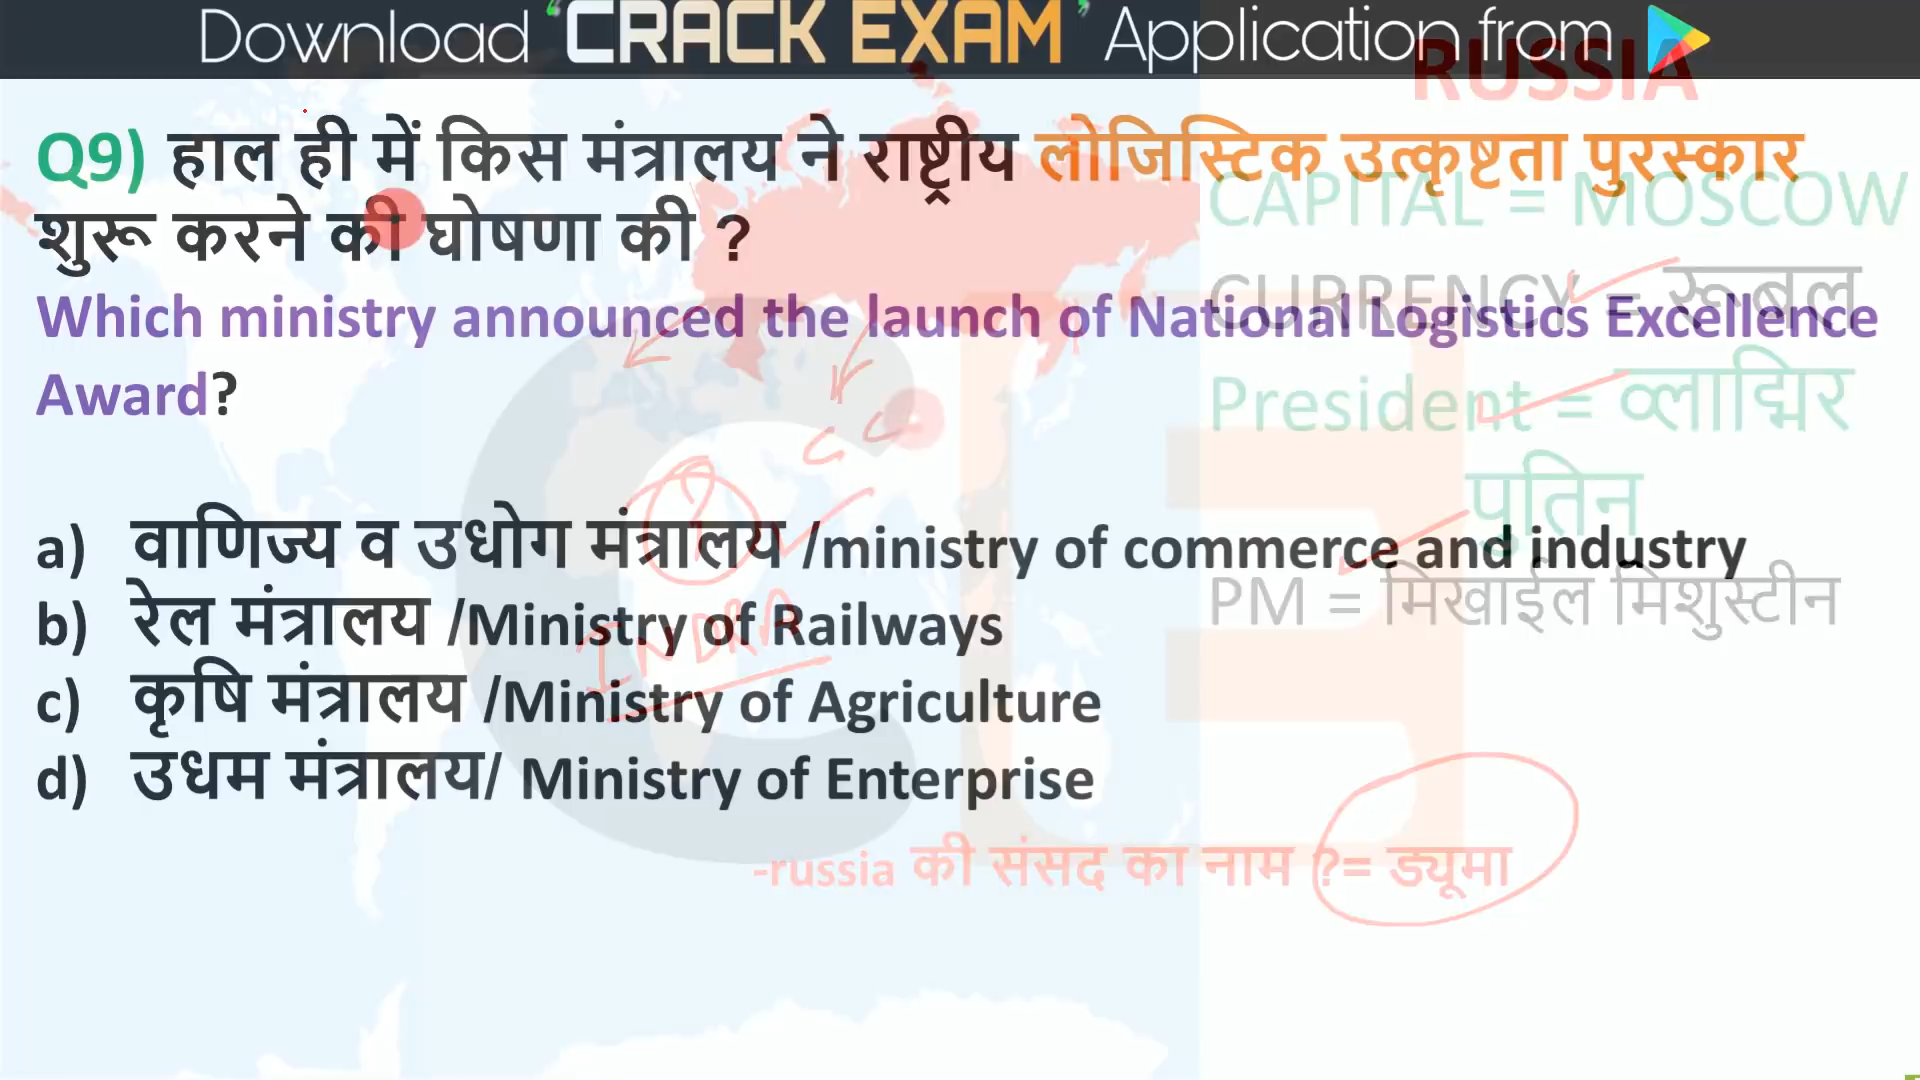 Download 'CRACK EXAM' Application from
RUSSIA
Q9) हाल ही में किस मंत्रालय ने राष्ट्रीय लोजिस्टिक उत्कृष्टता पुरस्कार
शुरू करने की घोषणा की ?
Which ministry announced the launch of National Logistics Excellence
Award?
a) वाणिज्य व उधोग मंत्रालय /ministry of commerce and industry
b) रेल मंत्रालय /Ministry of Railways
c) कृषि मंत्रालय /Ministry of Agriculture
d) उधम मंत्रालय/ Ministry of Enterprise
CAPITAL = MOSCOW
CURRENCY = रूबल
President = व्लाद्मिर
पुतिन
PM = मिखाईल मिशुस्टीन
INDRA
-russia की संसद का नाम ?= ड्यूमा